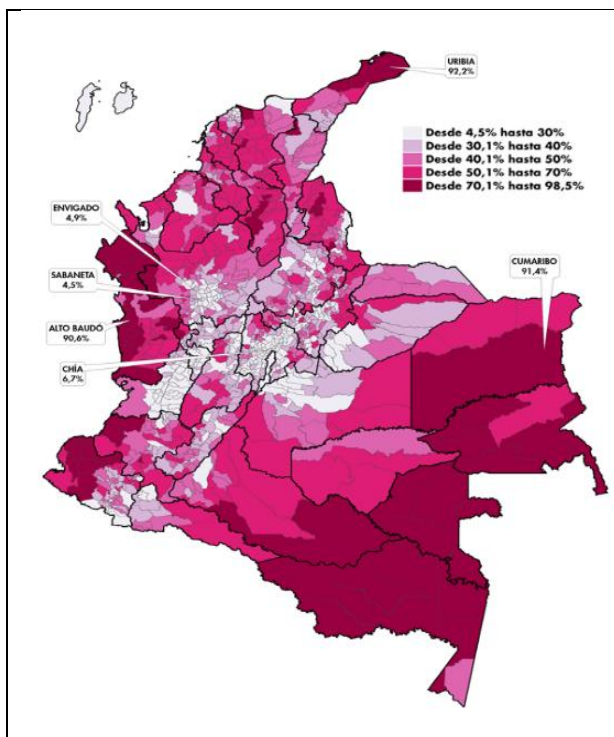 URIBIA
92,2%
Desde 4,5% hasta 30%
Desde 30,1% hasta 40%
Desde 40,1% hasta 50%
Desde 50,1% hasta 70%
Desde 70,1% hasta 98,5%
ENVIGADO
4,9%
SABANETA
4,5%
CUMARIBO
91,4%
ALTO BAUDÓ
90,6%
CHÍA
6,7%